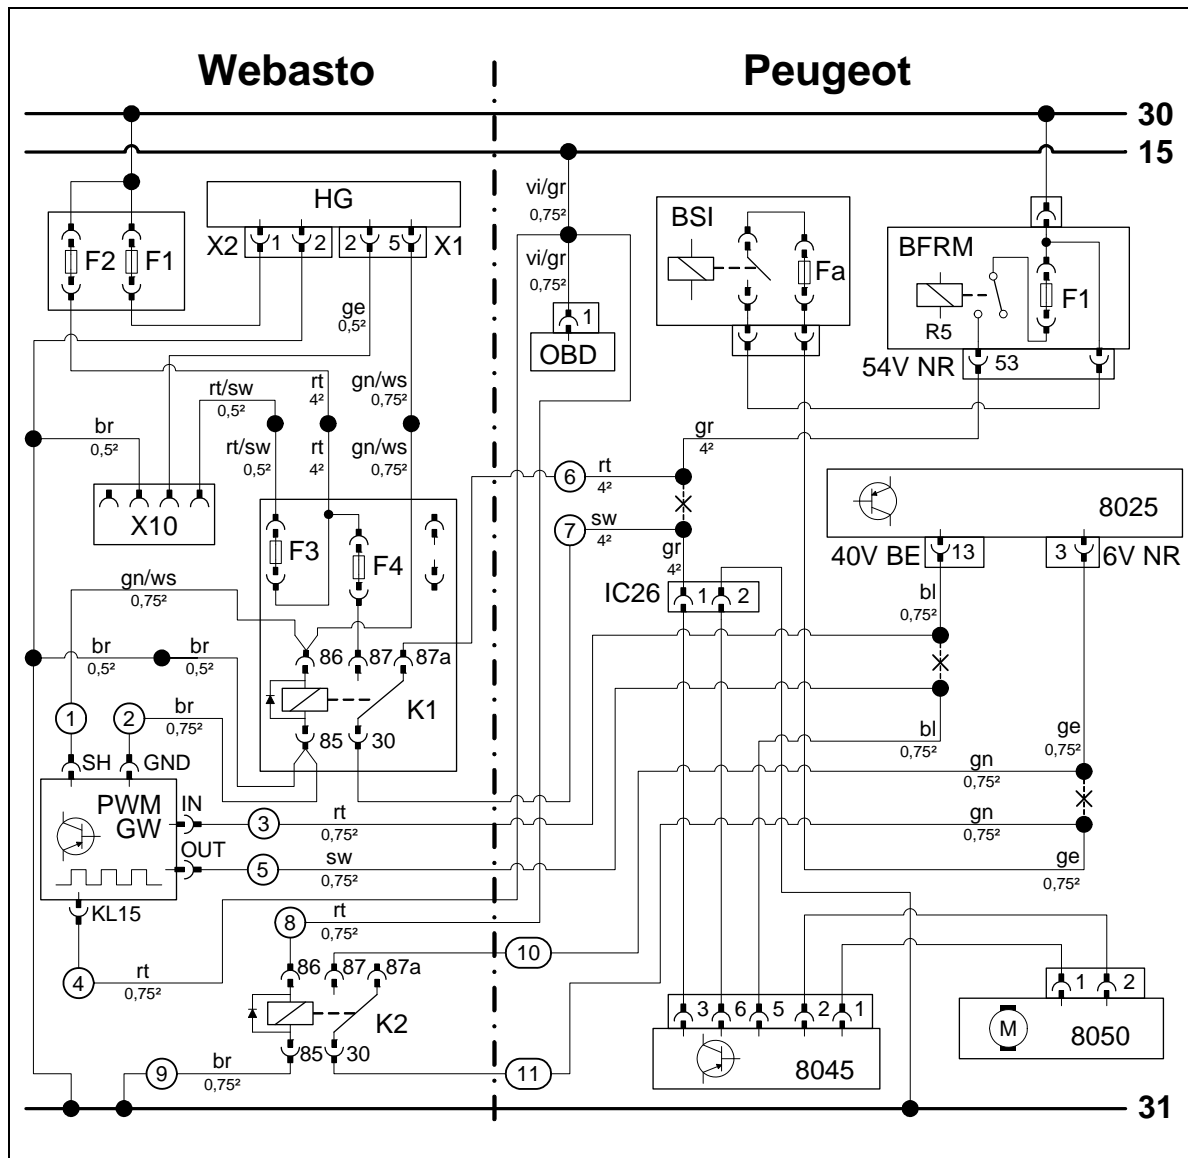 Webasto
Peugeot
30
15
HG
X2
1
2
2
5
X1
F2
F1
ge
0,5²
vi/gr
0,75²
vi/gr
0,75²
1
OBD
BSI
Fa
BFRM
R5
F1
54V NR
53
rt/sw
0,5²
rt
4²
gn/ws
0,75²
br
0,5²
rt/sw
0,5²
rt
4²
gn/ws
0,75²
gr
4²
6
rt
4²
X10
7
sw
4²
8025
F3
F4
gr
4²
40V BE
13
3
6V NR
gn/ws
0,75²
IC26
1
2
bl
0,75²
br
0,5²
br
0,5²
86
87
87a
K1
85
30
1
2
br
0,75²
bl
0,75²
ge
0,75²
SH
GND
gn
0,75²
PWM
GW
IN
3
rt
0,75²
gn
0,75²
OUT
5
sw
0,75²
ge
0,75²
KL15
8
rt
0,75²
4
rt
0,75²
86
87
87a
10
K2
85
30
3
6
5
2
1
1
2
M
8050
8045
9
br
0,75²
11
31